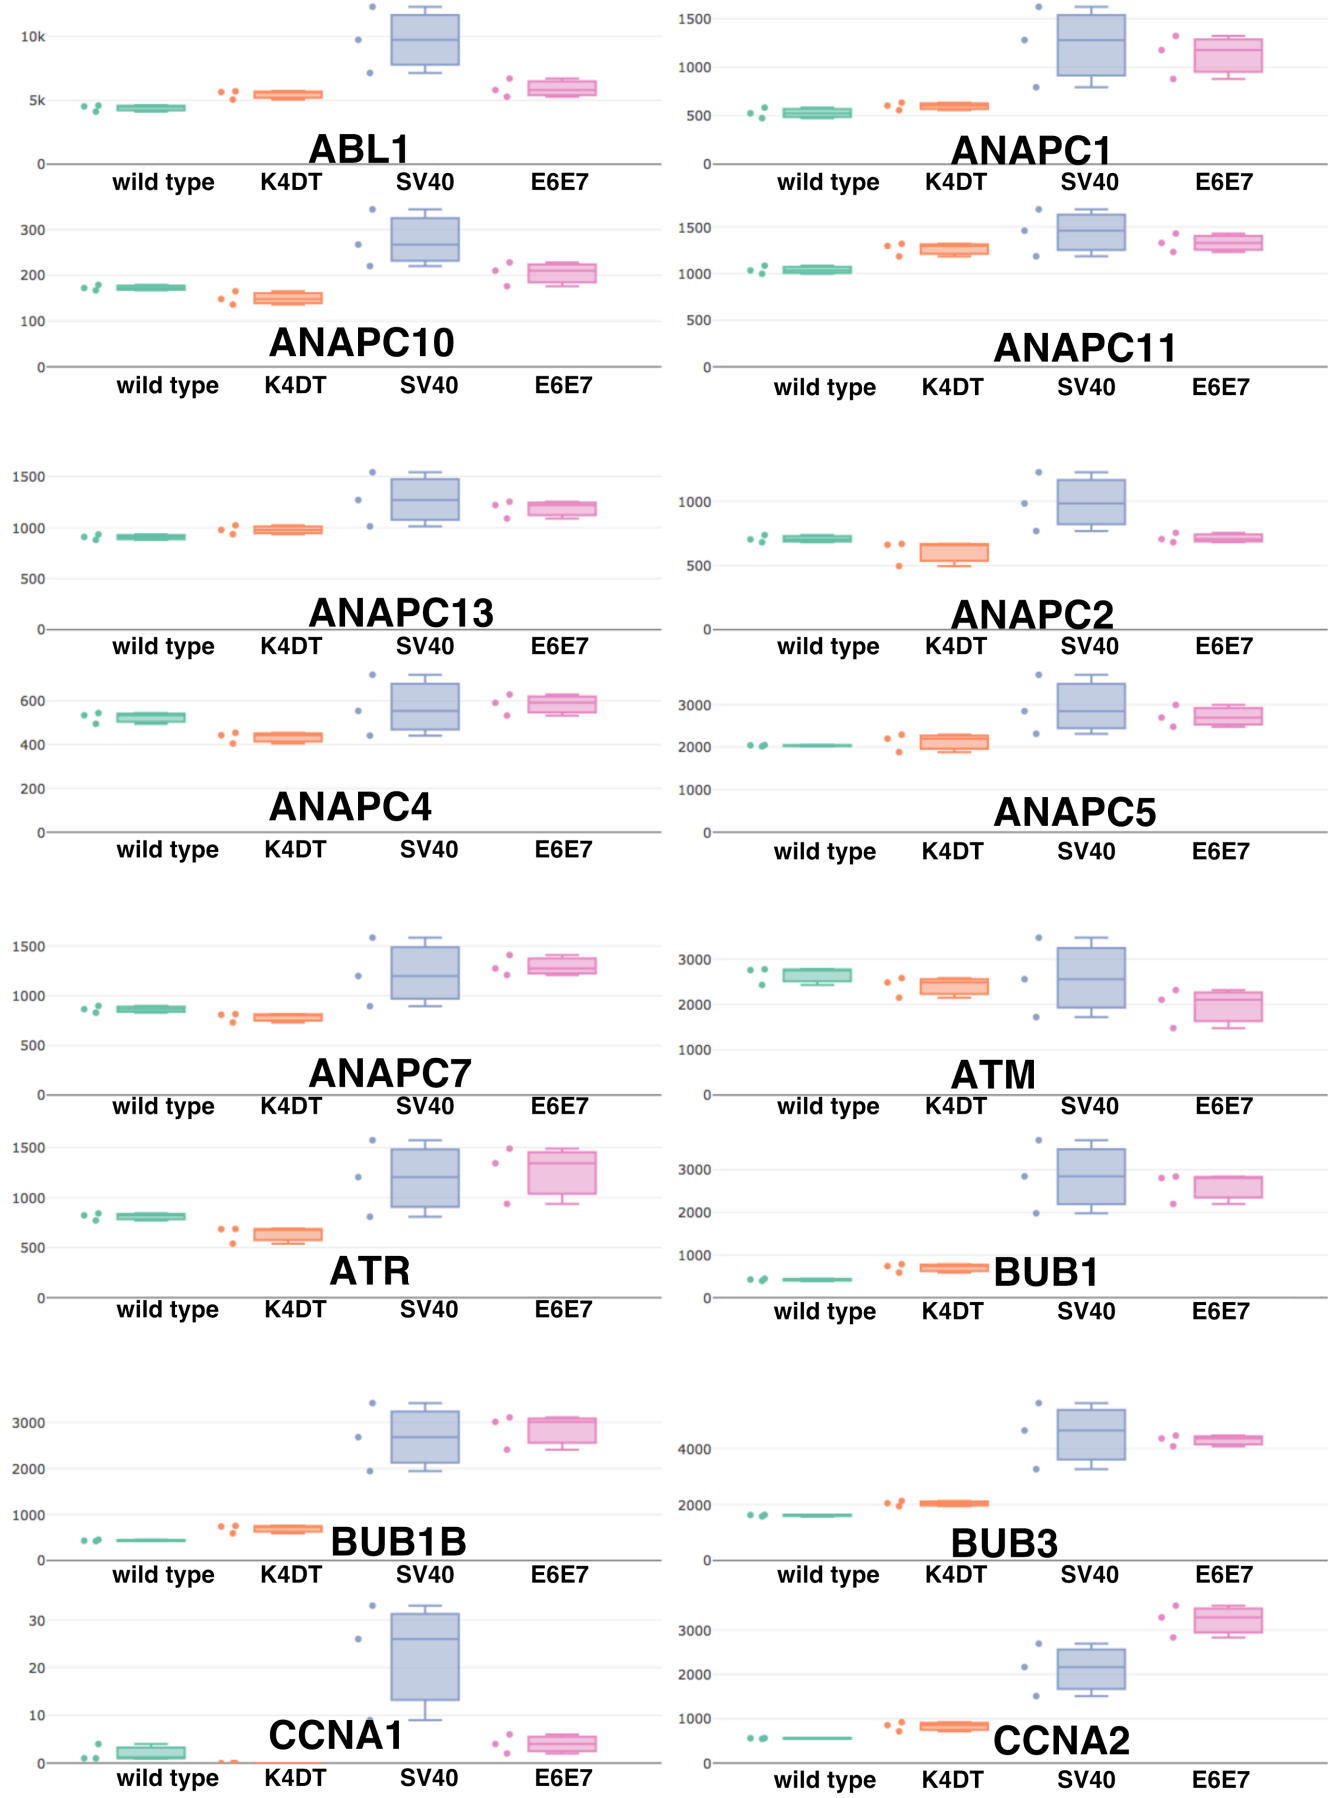 10k
5k
0
ABL1
wild type K4DT SV40 E6E7
1500
1000
500
0
ANAPC1
wild type K4DT SV40 E6E7
300
200
100
0
ANAPC10
wild type K4DT SV40 E6E7
1500
1000
500
0
ANAPC11
wild type K4DT SV40 E6E7
1500
1000
500
0
ANAPC13
wild type K4DT SV40 E6E7
1000
500
0
ANAPC2
wild type K4DT SV40 E6E7
600
400
200
0
ANAPC4
wild type K4DT SV40 E6E7
3000
2000
1000
0
ANAPC5
wild type K4DT SV40 E6E7
1500
1000
500
0
ANAPC7
wild type K4DT SV40 E6E7
3000
2000
1000
0
ATM
wild type K4DT SV40 E6E7
1500
1000
500
0
ATR
wild type K4DT SV40 E6E7
3000
2000
1000
0
BUB1
wild type K4DT SV40 E6E7
3000
2000
1000
0
BUB1B
wild type K4DT SV40 E6E7
4000
2000
0
BUB3
wild type K4DT SV40 E6E7
30
20
10
0
CCNA1
wild type K4DT SV40 E6E7
3000
2000
1000
0
CCNA2
wild type K4DT SV40 E6E7